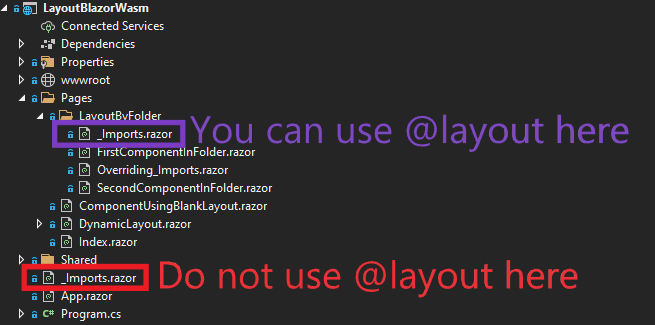 LayoutBlazorWasm
Connected Services
Dependencies
Properties
wwwroot
Pages
LayoutByFolder
_Imports.razor You can use @layout here
FirstComponentInFolder.razor
Overriding_Imports.razor
SecondComponentInFolder.razor
ComponentUsingBlankLayout.razor
DynamicLayout.razor
Index.razor
Shared
_Imports.razor Do not use @layout here
App.razor
C# Program.cs